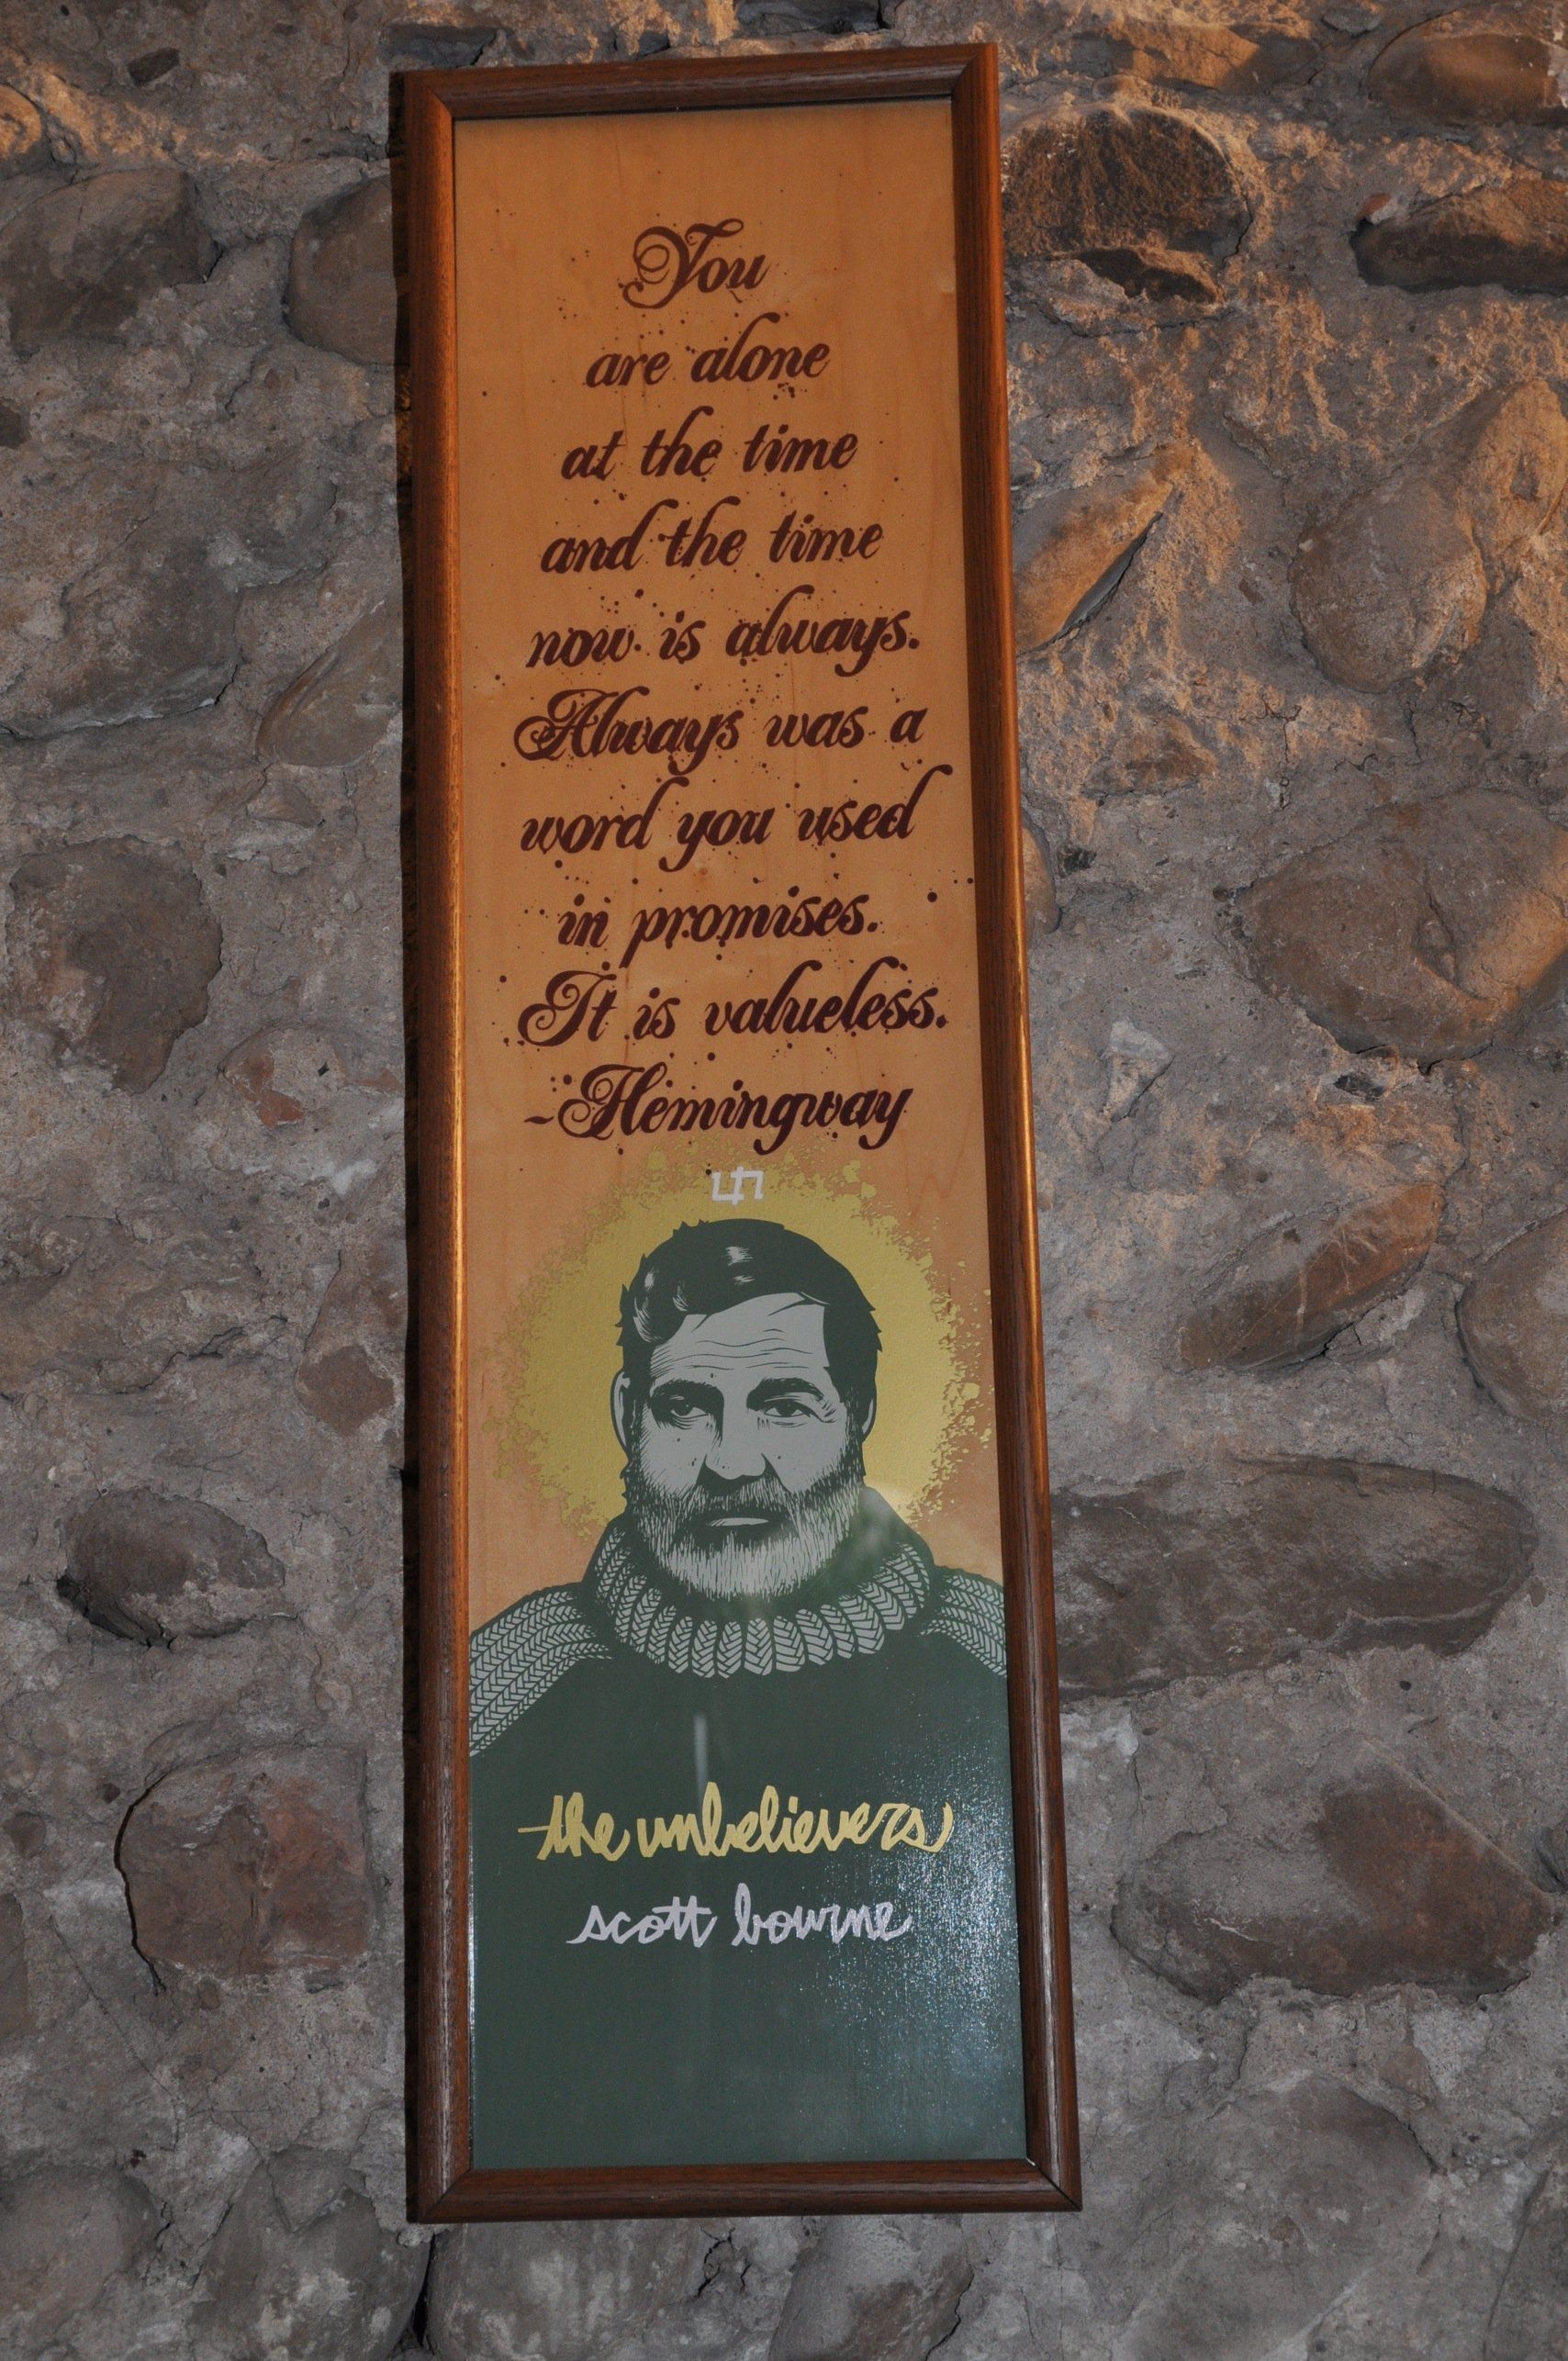 You
are alone
at the time
and the time
now is always.
Always was a
word you used
in promises.
It is valueless.
-Hemingway
the unbelievers
scott bourne